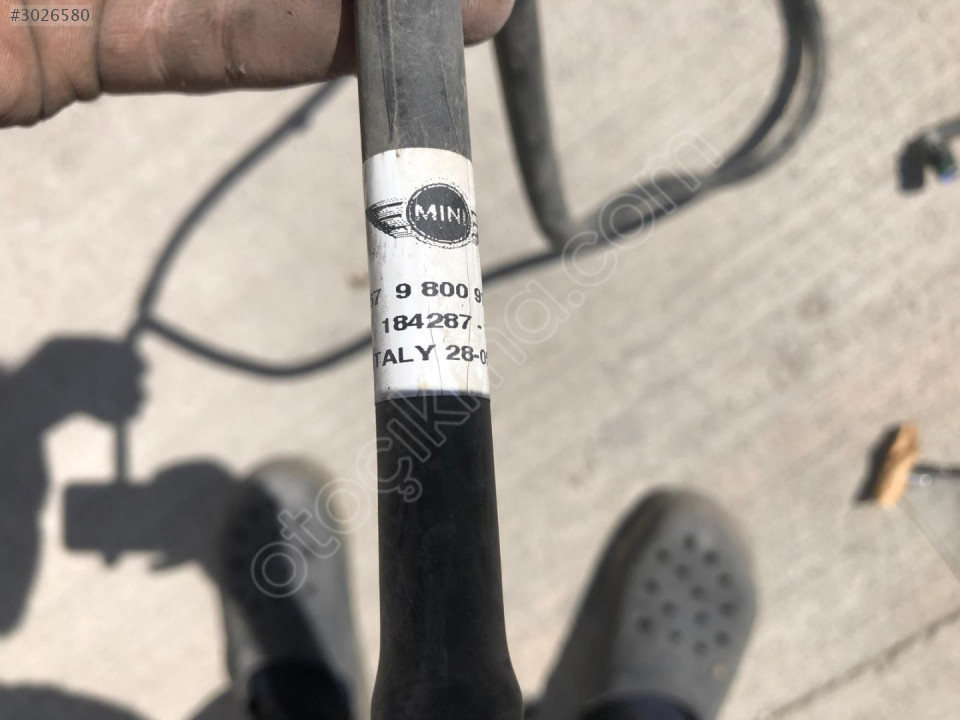 #3026580
MINI
7 9 800 9
184287 -
TALY 28-0
otoçıkma.com